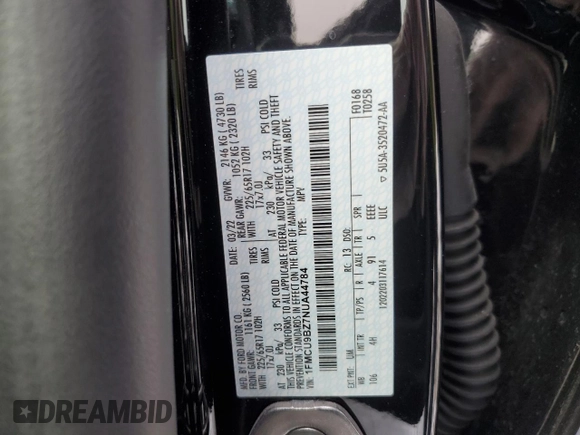 MFD. BY FORD MOTOR CO.
DATE: 03/22 GVWR: 2146 KG ( 4730 LB)
FRONT GAWR: 1161 KG ( 2560 LB) REAR GAWR: 1052 KG ( 2320 LB)
WITH 225/65R17 102H TIRES WITH 225/65R17 102H TIRES
17x7.0J RIMS 17x7.0J RIMS
AT 230 kPa/ 33 PSI COLD AT 230 kPa/ 33 PSI COLD
THIS VEHICLE CONFORMS TO ALL APPLICABLE FEDERAL MOTOR VEHICLE SAFETY AND THEFT
PREVENTION STANDARDS IN EFFECT ON THE DATE OF MANUFACTURE SHOWN ABOVE.
VIN: 1FMCU9BZ7NUA44784 TYPE: MPV
F0168
T0258
EXT PNT: UM RC: 13 DSO:
WB INT TR TP/PS R AXLE TR SPR
106 4H 4 91 5 EEEE
1202203117614 ULC
5U5A-3520472-AA
DREAMBID